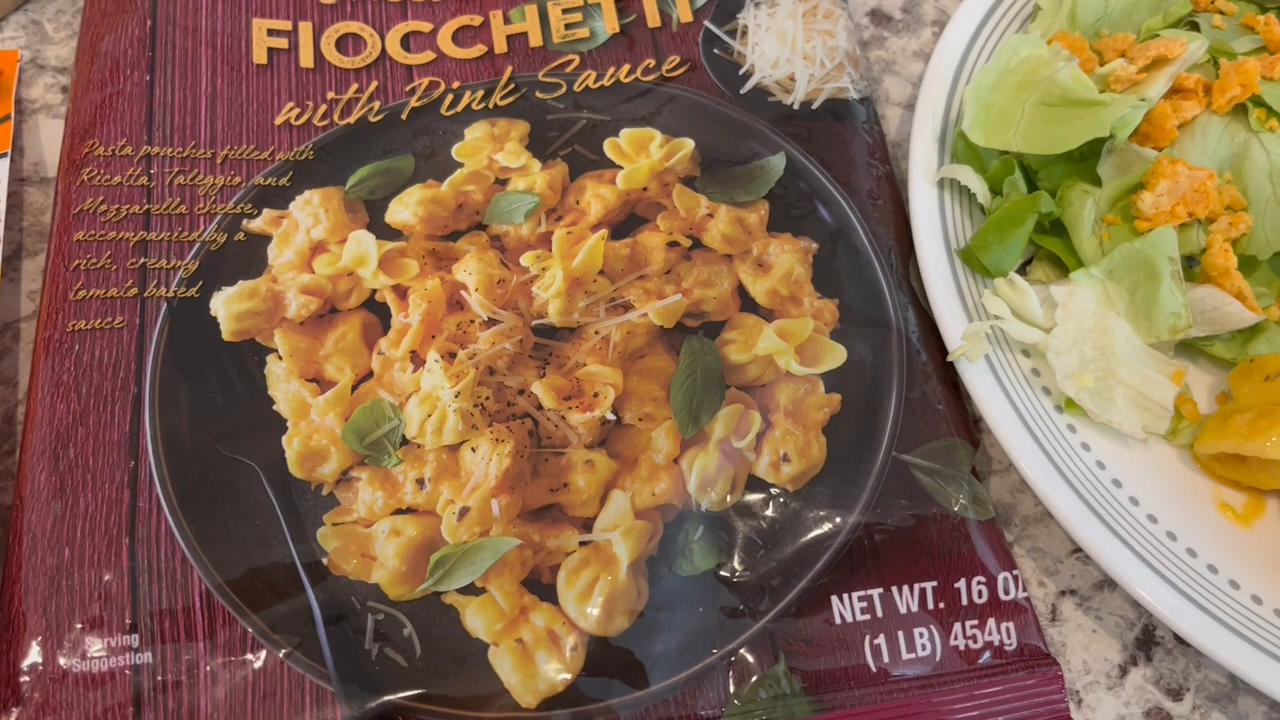 FIOCCHETTI
with Pink Sauce
Pasta pouches filled with
Ricotta, Taleggio, and
Mozzarella cheese,
accompanied by a
rich, creamy
tomato based
sauce
NET WT. 16 OZ
(1 LB) 454g
Serving
Suggestion